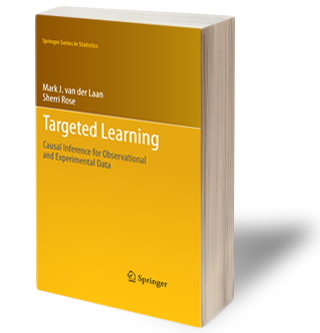 Springer Series in Statistics
Mark J. van der Laan
Sherri Rose
Targeted Learning
Causal Inference for Observational
and Experimental Data
Springer